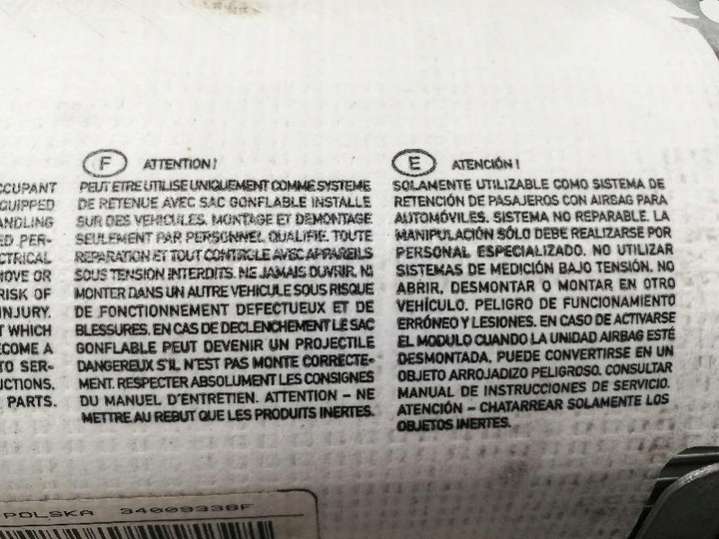 CCUPANT
QUIPPED
ANDLING
ED PER-
CTRICAL
MOVE OR
RISK OF
INJURY.
T WHICH
ECOME A
TO SER-
UCTIONS.
PARTS.
F ATTENTION!
PEUT ETRE UTILISE UNIQUEMENT COMME SYSTEME
DE RETENUE AVEC SAC GONFLABLE INSTALLE
SUR DES VEHICULES. MONTAGE ET DEMONTAGE
SEULEMENT PAR PERSONNEL QUALIFIE. TOUTE
REPARATION ET TOUT CONTROLE AVEC APPAREILS
SOUS TENSION INTERDITS. NE JAMAIS OUVRIR, NI
MONTER DANS UN AUTRE VEHICULE SOUS RISQUE
DE FONCTIONNEMENT DEFECTUEUX ET DE
BLESSURES. EN CAS DE DECLENCHEMENT LE SAC
GONFLABLE PEUT DEVENIR UN PROJECTILE
DANGEREUX S'IL N'EST PAS MONTE CORRECTE-
MENT. RESPECTER ABSOLUMENT LES CONSIGNES
DU MANUEL D'ENTRETIEN. ATTENTION – NE
METTRE AU REBUT QUE LES PRODUITS INERTES.
E ATENCIÓN!
SOLAMENTE UTILIZABLE COMO SISTEMA DE
RETENCIÓN DE PASAJEROS CON AIRBAG PARA
AUTOMÓVILES. SISTEMA NO REPARABLE. LA
MANIPULACIÓN SÓLO DEBE REALIZARSE POR
PERSONAL ESPECIALIZADO. NO UTILIZAR
SISTEMAS DE MEDICIÓN BAJO TENSIÓN. NO
ABRIR, DESMONTAR O MONTAR EN OTRO
VEHÍCULO. PELIGRO DE FUNCIONAMIENTO
ERRÓNEO Y LESIONES. EN CASO DE ACTIVARSE
EL MODULO CUANDO LA UNIDAD AIRBAG ESTÉ
DESMONTADA, PUEDE CONVERTIRSE EN UN
OBJETO ARROJADIZO PELIGROSO. CONSULTAR
MANUAL DE INSTRUCCIONES DE SERVICIO.
ATENCIÓN – CHATARREAR SOLAMENTE LOS
OBJETOS INERTES.
POLSKA 34009338F